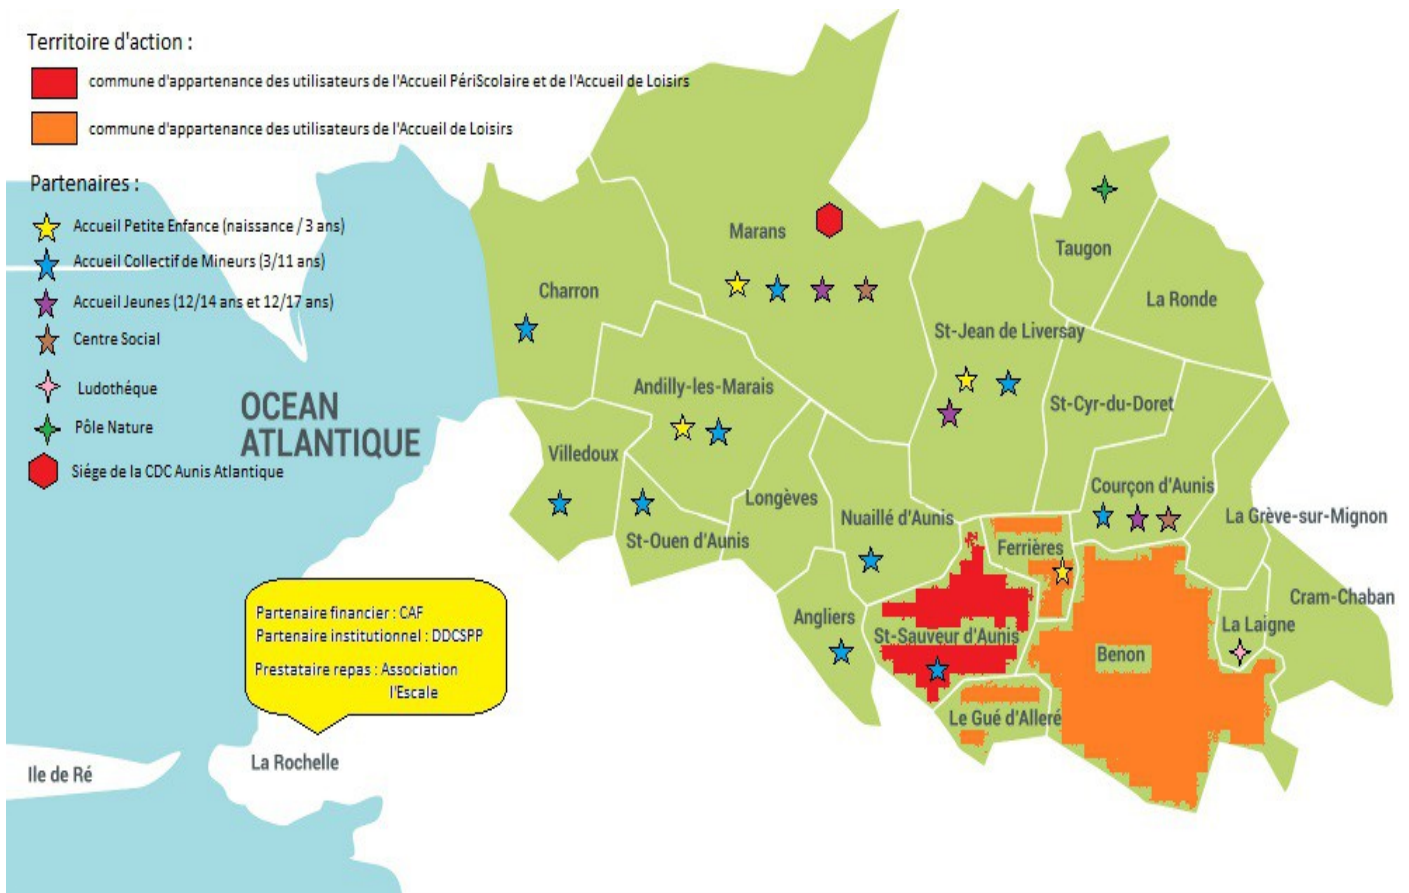 Territoire d'action :
commune d'appartenance des utilisateurs de l'Accueil PériScolaire et de l'Accueil de Loisirs
commune d'appartenance des utilisateurs de l'Accueil de Loisirs
Partenaires :
Accueil Petite Enfance (naissance / 3 ans)
Accueil Collectif de Mineurs (3/11 ans)
Accueil Jeunes (12/14 ans et 12/17 ans)
Centre Social
Ludothéque
Pôle Nature
Siége de la CDC Aunis Atlantique
OCEAN
ATLANTIQUE
Marans
Taugon
La Ronde
Charron
St-Jean de Liversay
Andilly-les-Marais
St-Cyr-du-Doret
Villedoux
Longèves
Courçon d'Aunis
Nuaillé d'Aunis
La Grève-sur-Mignon
St-Ouen d'Aunis
Ferrières
Cram-Chaban
Angliers
La Laigne
St-Sauveur d'Aunis
Benon
Le Gué d'Alleré
Partenaire financier : CAF
Partenaire institutionnel : DDCSPP
Prestataire repas : Association
l'Escale
La Rochelle
Ile de Ré